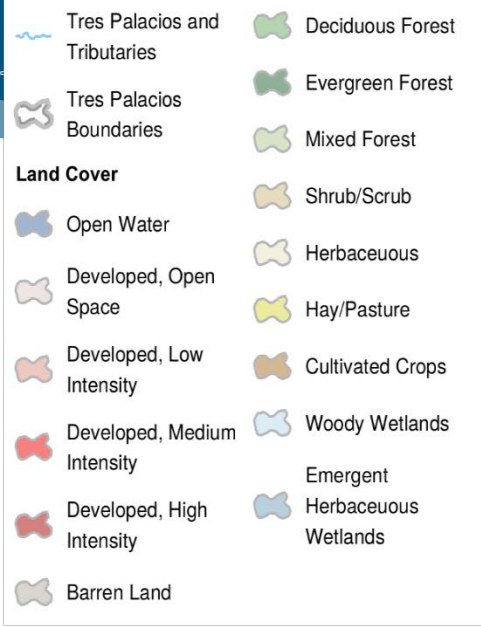 Tres Palacios and
Tributaries
Tres Palacios
Boundaries
Land Cover
Open Water
Developed, Open
Space
Developed, Low
Intensity
Developed, Medium
Intensity
Developed, High
Intensity
Barren Land
Deciduous Forest
Evergreen Forest
Mixed Forest
Shrub/Scrub
Herbaceuous
Hay/Pasture
Cultivated Crops
Woody Wetlands
Emergent
Herbaceuous
Wetlands